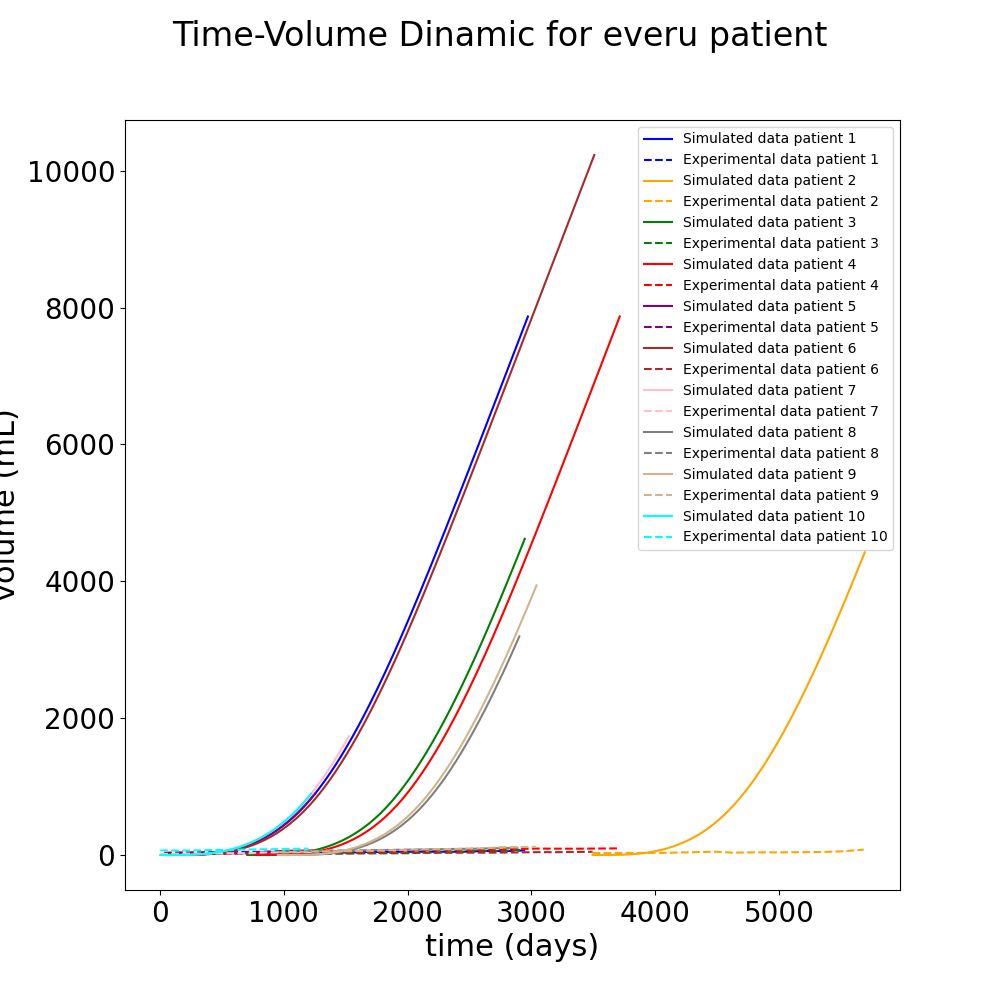 Time-Volume Dinamic for everu patient
10000
8000
6000
4000
2000
0
volume (mL)
Simulated data patient 1
Experimental data patient 1
Simulated data patient 2
Experimental data patient 2
Simulated data patient 3
Experimental data patient 3
Simulated data patient 4
Experimental data patient 4
Simulated data patient 5
Experimental data patient 5
Simulated data patient 6
Experimental data patient 6
Simulated data patient 7
Experimental data patient 7
Simulated data patient 8
Experimental data patient 8
Simulated data patient 9
Experimental data patient 9
Simulated data patient 10
Experimental data patient 10
0 1000 2000 3000 4000 5000
time (days)